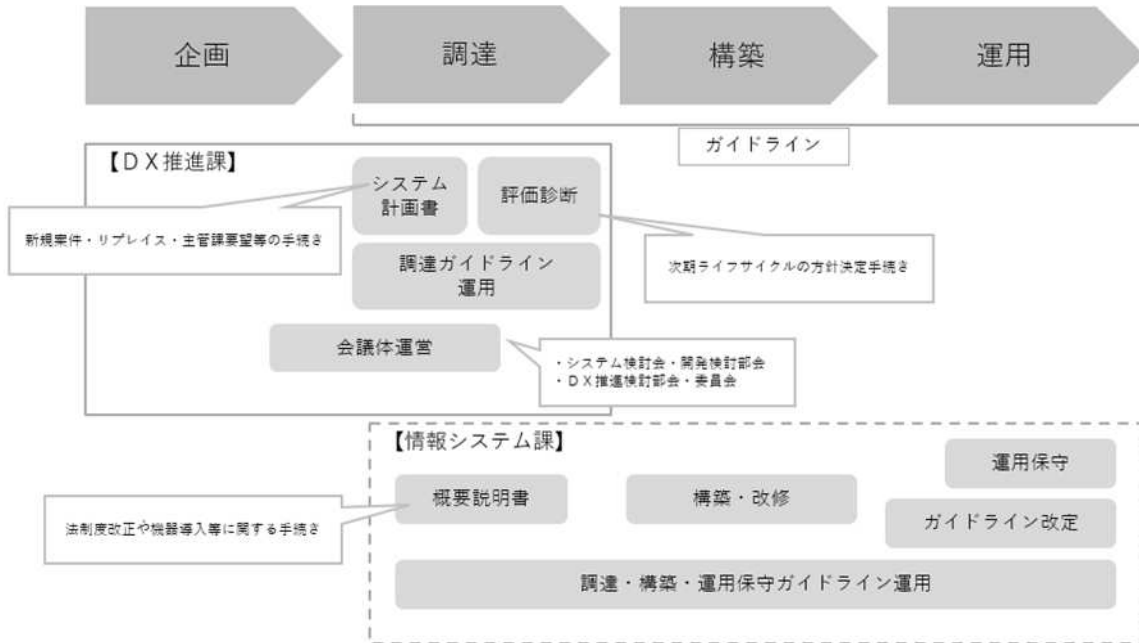 企画
調達
構築
運用
ガイドライン
【ＤＸ推進課】
システム
計画書
評価診断
新規案件・リプレイス・主管課要望等の手続き
次期ライフサイクルの方針決定手続き
調達ガイドライン
運用
会議体運営
・システム検討会・開発検討部会
・ＤＸ推進検討部会・委員会
【情報システム課】
運用保守
概要説明書
構築・改修
ガイドライン改定
法制度改正や機器導入等に関する手続き
調達・構築・運用保守ガイドライン運用